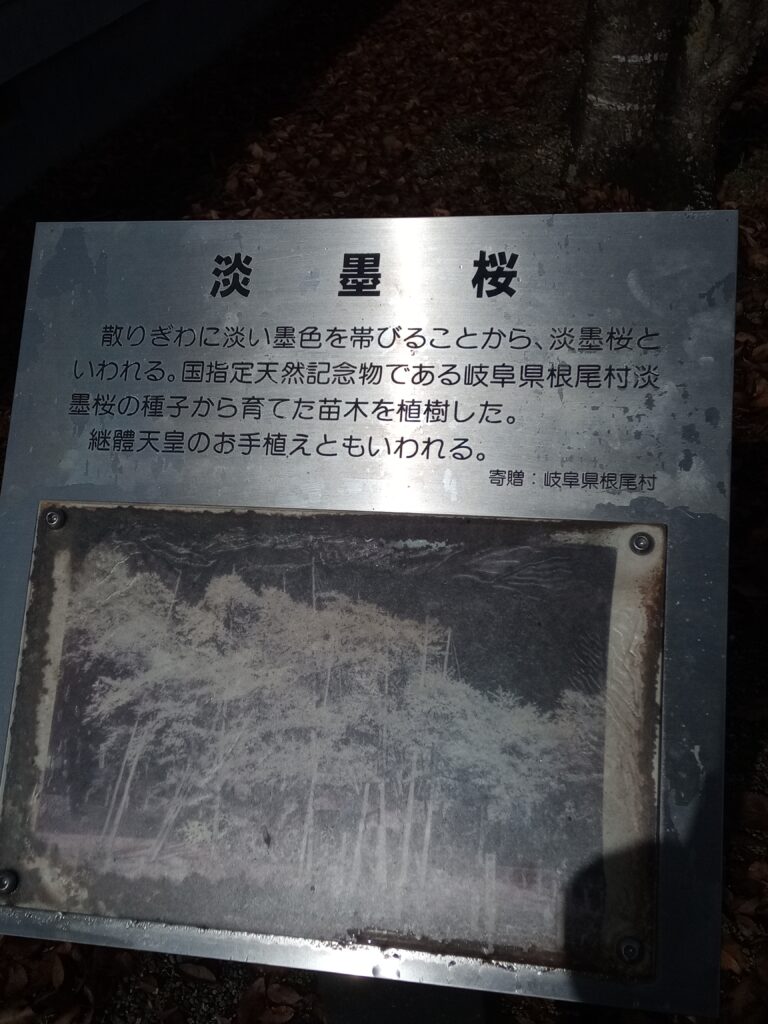 淡墨桜
散りぎわに淡い墨色を帯びることから、淡墨桜と
いわれる。国指定天然記念物である岐阜県根尾村淡
墨桜の種子から育てた苗木を植樹した。
継體天皇のお手植えともいわれる。
寄贈：岐阜県根尾村